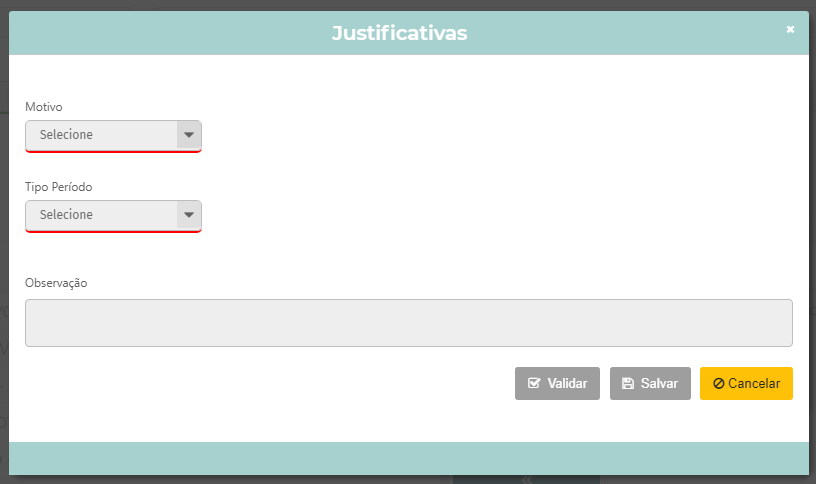 Justificativas
Motivo
Selecione
Tipo Período
Selecione
Observação
Validar Salvar Cancelar